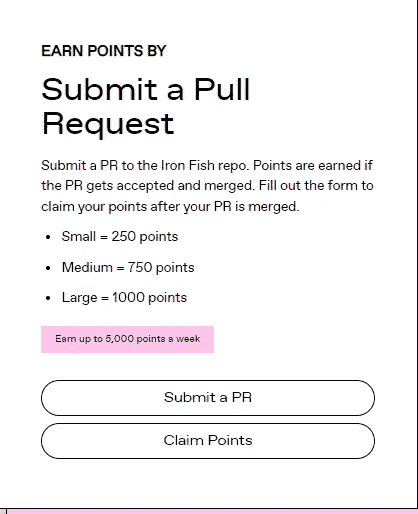 EARN POINTS BY
Submit a Pull
Request
Submit a PR to the Iron Fish repo. Points are earned if
the PR gets accepted and merged. Fill out the form to
claim your points after your PR is merged.
• Small = 250 points
• Medium = 750 points
• Large = 1000 points
Earn up to 5,000 points a week
Submit a PR
Claim Points